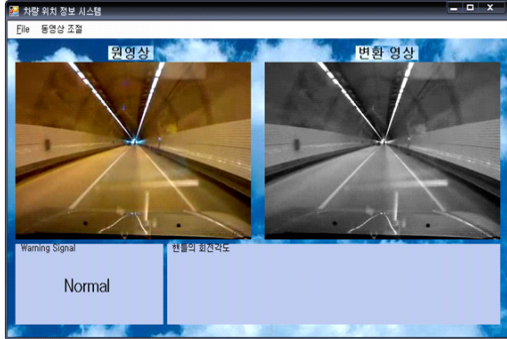 차량 위치 정보 시스템
File 동영상 조절
원영상
변환 영상
Warning Signal
핸들의 회전각도
Normal